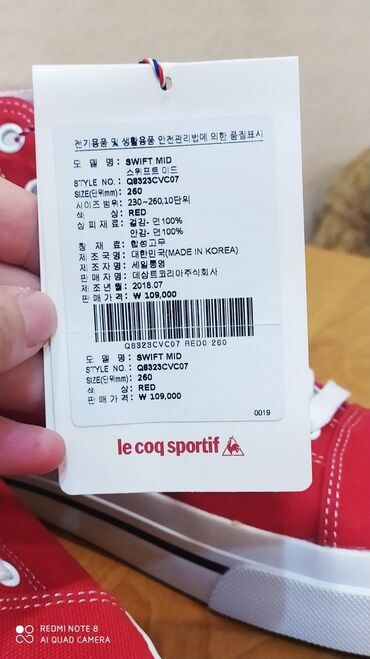 전기용품 및 생활용품 안전관리법에 의한 품질표시
모 델 명 : SWIFT MID
스위프트 미드
STYLE NO. : Q8323CVC07
SIZE(단위mm) : 260
사이즈 범위 : 230~260,10단위
색 상 : RED
상 피 재 료 : 겉감- 면100%
안감- 면100%
창 재 료 : 합성고무
제 조 국 명 : 대한민국(MADE IN KOREA)
제 조 자 명 : 세일통영
판 매 자 명 : 데상트코리아주식회사
제 조 년 월 : 2018.07
판 매 가 격 : ₩ 109,000
Q8323CVC07 RED0 260
모 델 명 : SWIFT MID
STYLE NO. : Q8323CVC07
SIZE(단위mm) : 260
색 상 : RED
판 매 가 격 : ₩ 109,000
0019
le coq sportif
REDMI NOTE 8
AI QUAD CAMERA